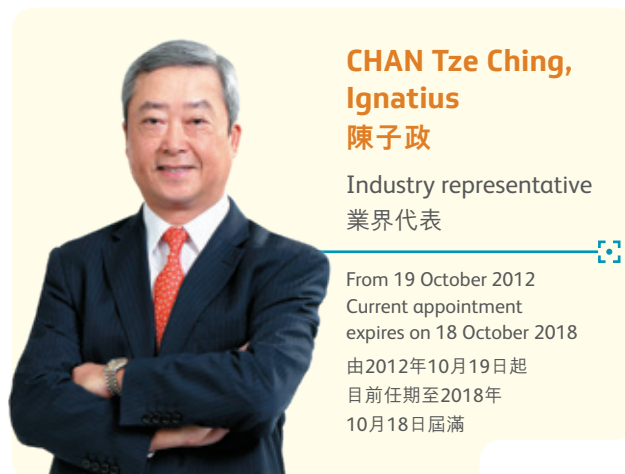 CHAN Tze Ching,
Ignatius
陳子政
Industry representative
業界代表
From 19 October 2012
Current appointment
expires on 18 October 2018
由2012年10月19日起
目前任期至2018年
10月18日屆滿